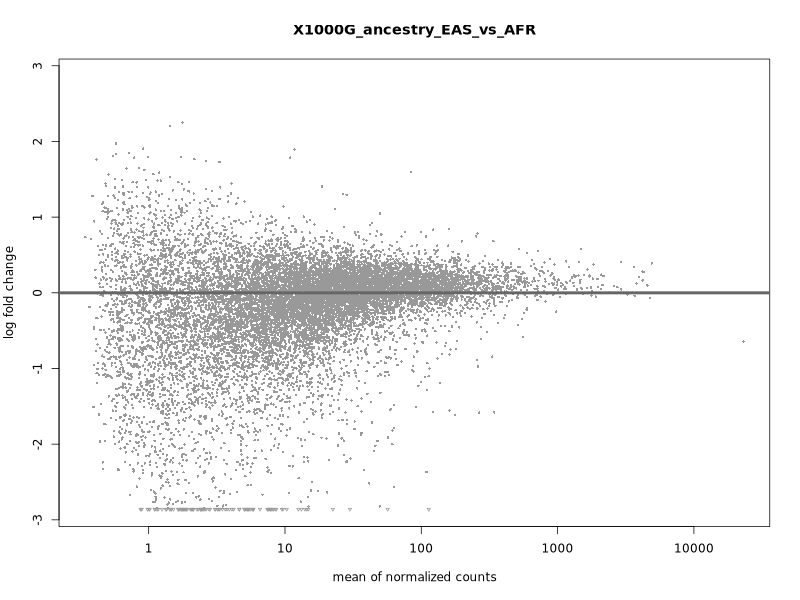 X1000G_ancestry_EAS_vs_AFR
3
2
1
0
-1
-2
-3
log fold change
1 10 100 1000 10000
mean of normalized counts